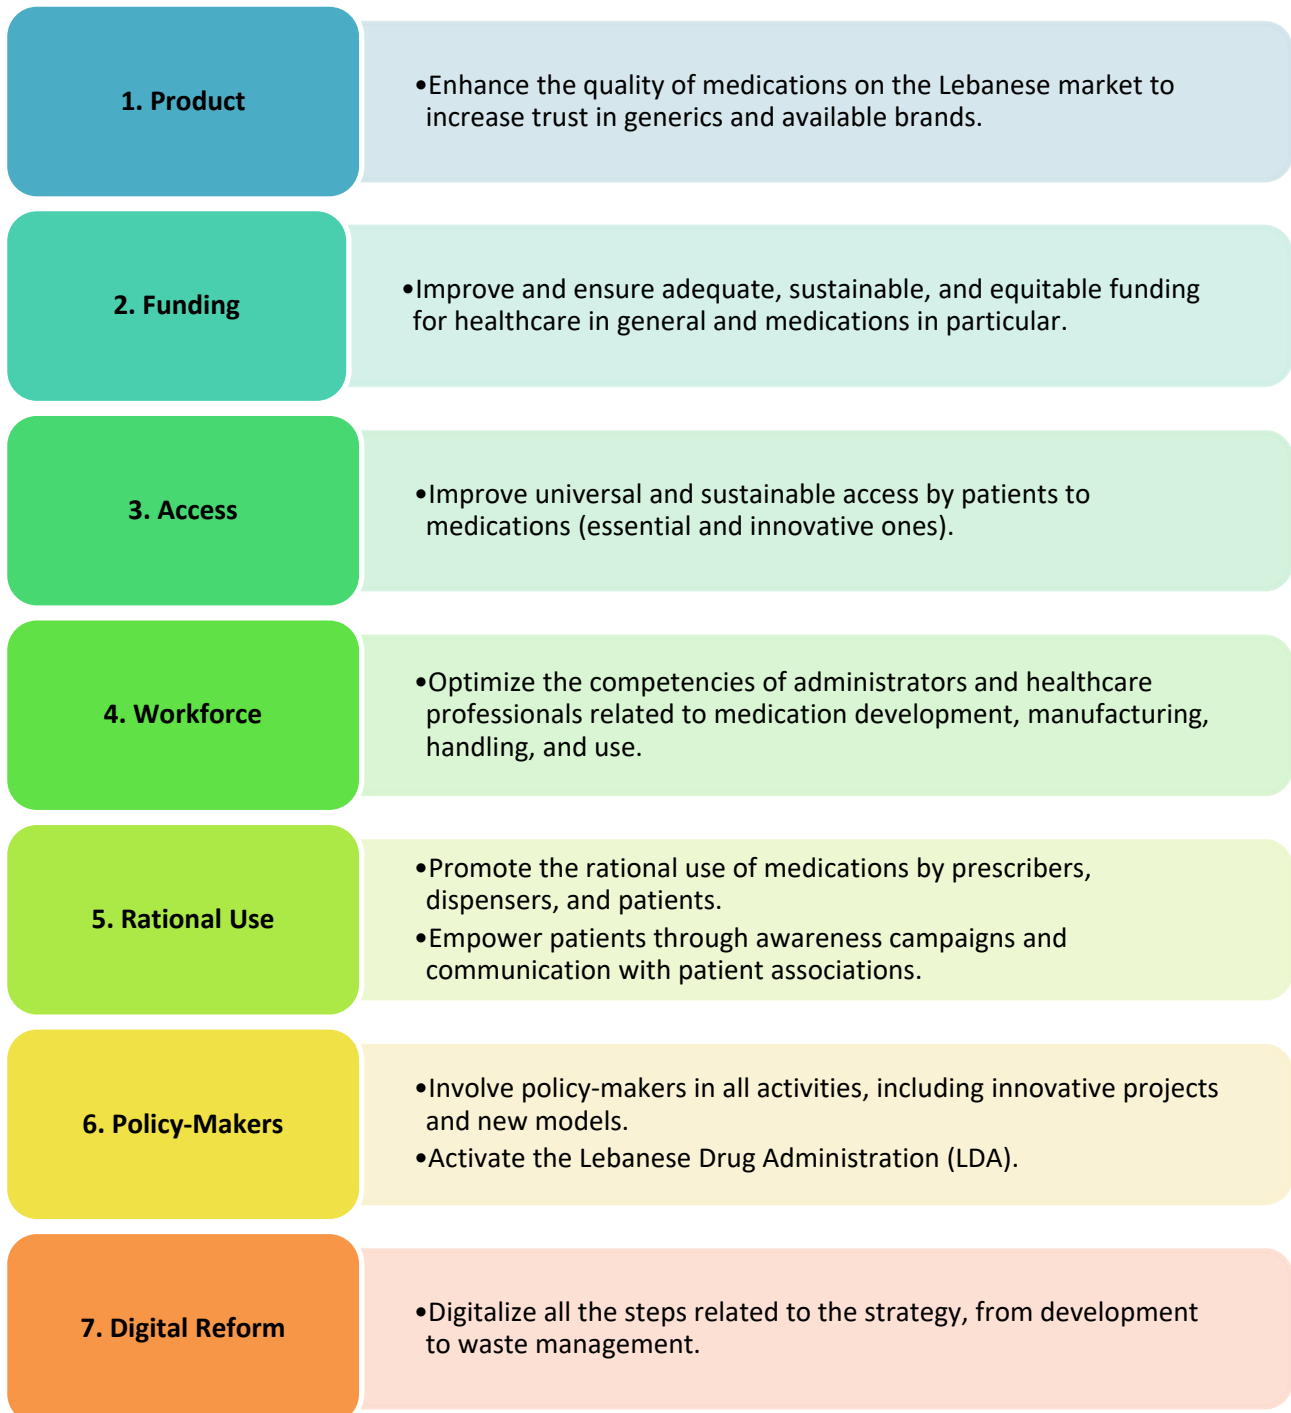 1. Product
•Enhance the quality of medications on the Lebanese market to
increase trust in generics and available brands.
2. Funding
•Improve and ensure adequate, sustainable, and equitable funding
for healthcare in general and medications in particular.
3. Access
•Improve universal and sustainable access by patients to
medications (essential and innovative ones).
4. Workforce
•Optimize the competencies of administrators and healthcare
professionals related to medication development, manufacturing,
handling, and use.
5. Rational Use
•Promote the rational use of medications by prescribers,
dispensers, and patients.
•Empower patients through awareness campaigns and
communication with patient associations.
6. Policy-Makers
•Involve policy-makers in all activities, including innovative projects
and new models.
•Activate the Lebanese Drug Administration (LDA).
7. Digital Reform
•Digitalize all the steps related to the strategy, from development
to waste management.